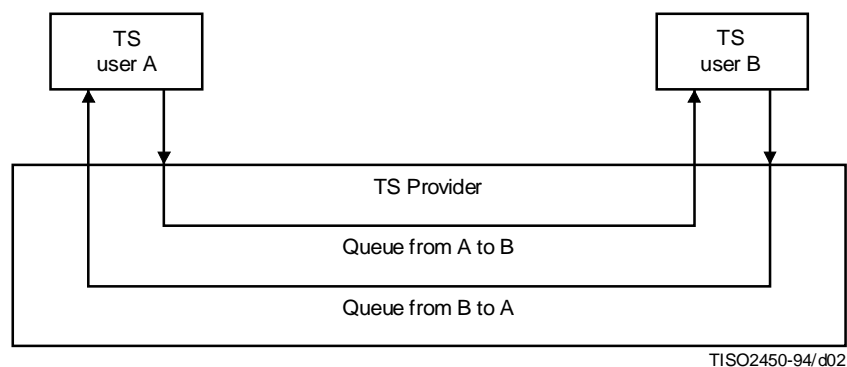 TS
user A
TS
user B
TS Provider
Queue from A to B
Queue from B to A
TISO2450-94/d02